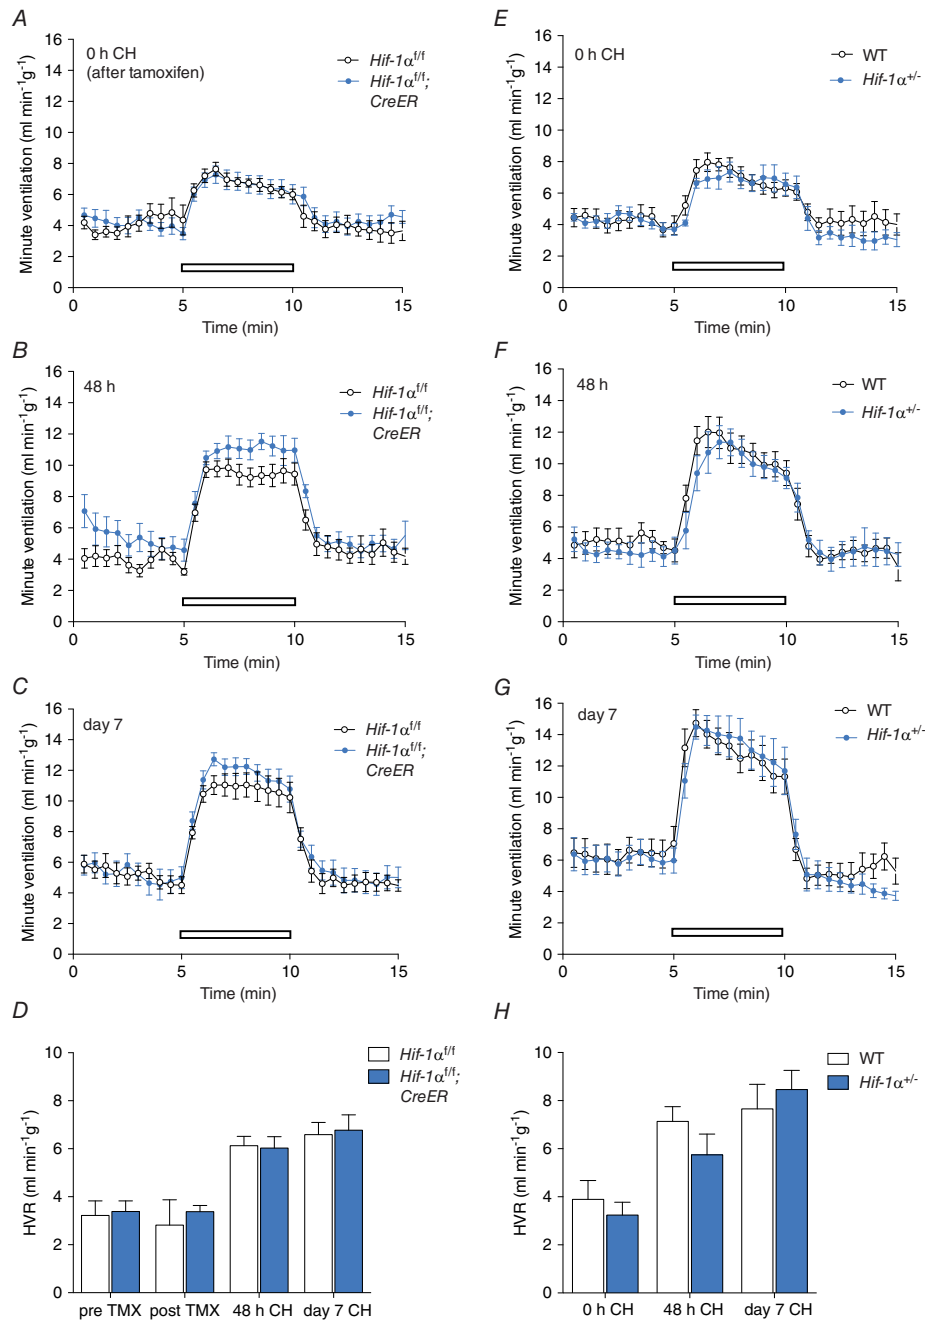 A
0 h CH
(after tamoxifen)
Hif-1α^f/f
Hif-1α^f/f;
CreER
Minute ventilation (ml min⁻¹g⁻¹)
16
14
12
10
8
6
4
2
0
0 5 10 15
Time (min)
E
0 h CH
WT
Hif-1α^+/-
Minute ventilation (ml min⁻¹g⁻¹)
16
14
12
10
8
6
4
2
0
0 5 10 15
Time (min)
B
48 h
Hif-1α^f/f
Hif-1α^f/f;
CreER
Minute ventilation (ml min⁻¹g⁻¹)
16
14
12
10
8
6
4
2
0
0 5 10 15
Time (min)
F
48 h
WT
Hif-1α^+/-
Minute ventilation (ml min⁻¹g⁻¹)
16
14
12
10
8
6
4
2
0
0 5 10 15
Time (min)
C
day 7
Hif-1α^f/f
Hif-1α^f/f;
CreER
Minute ventilation (ml min⁻¹g⁻¹)
16
14
12
10
8
6
4
2
0
0 5 10 15
Time (min)
G
day 7
WT
Hif-1α^+/-
Minute ventilation (ml min⁻¹g⁻¹)
16
14
12
10
8
6
4
2
0
0 5 10 15
Time (min)
D
Hif-1α^f/f
Hif-1α^f/f;
CreER
HVR (ml min⁻¹g⁻¹)
10
8
6
4
2
0
pre TMX post TMX 48 h CH day 7 CH
H
WT
Hif-1α^+/-
HVR (ml min⁻¹g⁻¹)
10
8
6
4
2
0
0 h CH 48 h CH day 7 CH